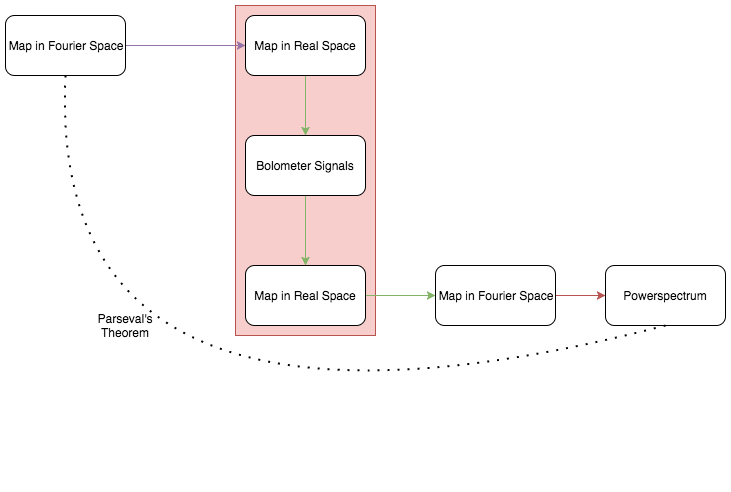 Map in Fourier Space
Map in Real Space
Bolometer Signals
Map in Real Space
Map in Fourier Space
Powerspectrum
Parseval's
Theorem